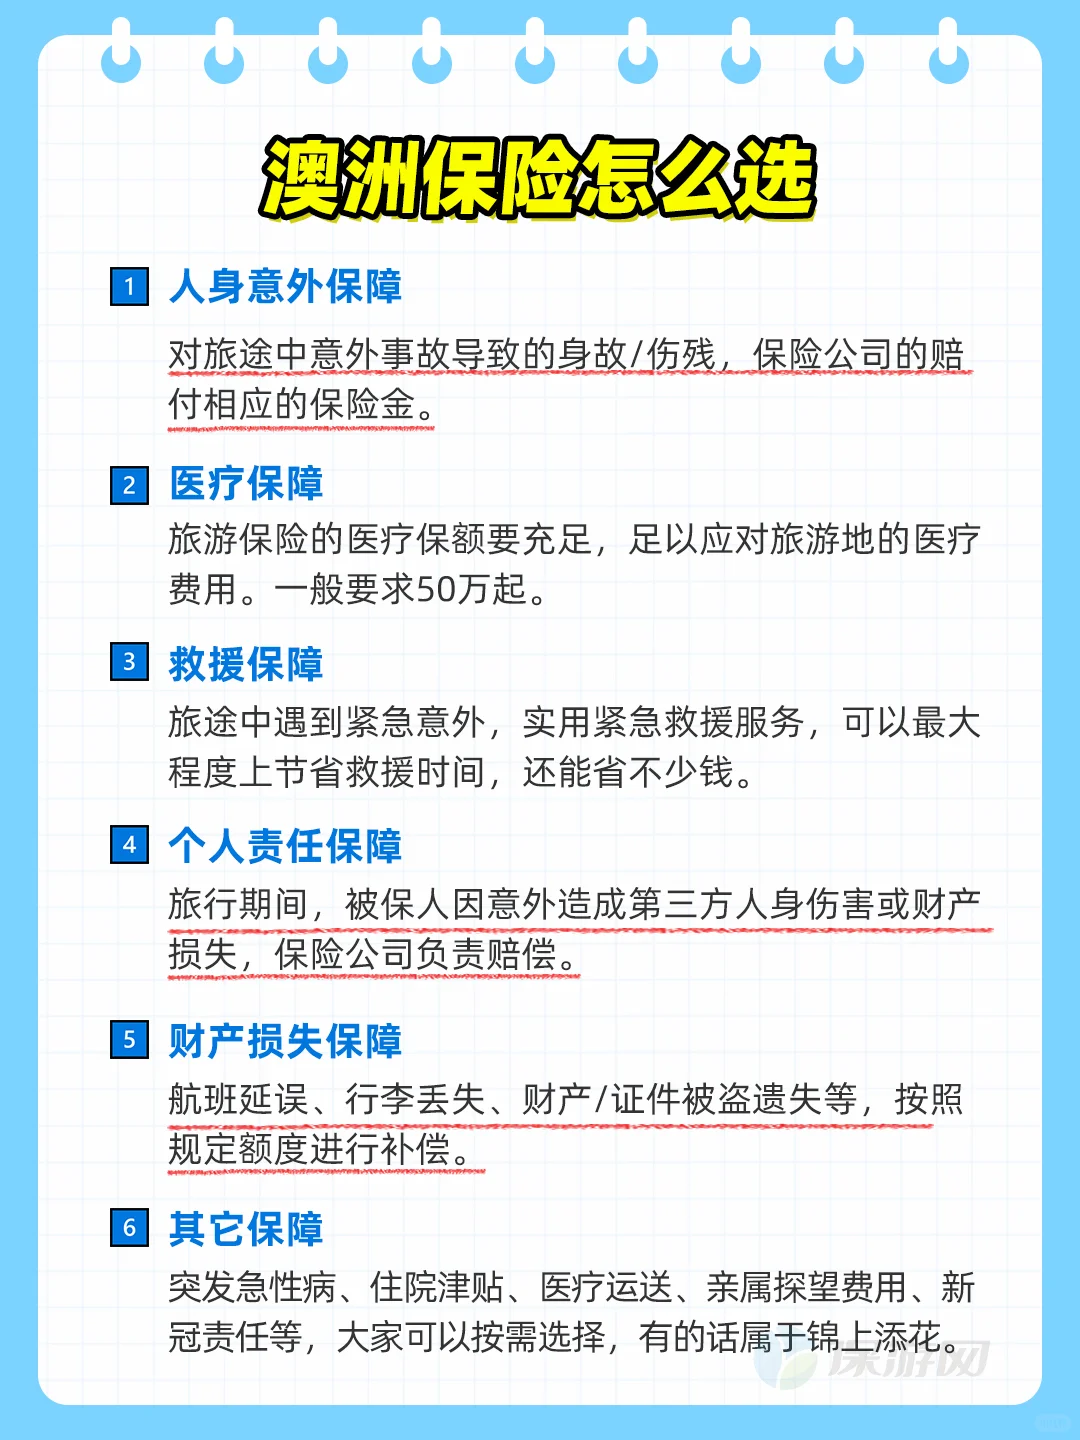 澳洲保险怎么选
1 人身意外保障
对旅途中意外事故导致的身故/伤残，保险公司的赔
付相应的保险金。
2 医疗保障
旅游保险的医疗保额要充足，足以应对旅游地的医疗
费用。一般要求50万起。
3 救援保障
旅途中遇到紧急意外，实用紧急救援服务，可以最大
程度上节省救援时间，还能省不少钱。
4 个人责任保障
旅行期间，被保人因意外造成第三方人身伤害或财产
损失，保险公司负责赔偿。
5 财产损失保障
航班延误、行李丢失、财产/证件被盗遗失等，按照
规定额度进行补偿。
6 其它保障
突发急性病、住院津贴、医疗运送、亲属探望费用、新
冠责任等，大家可以按需选择，有的话属于锦上添花。
保游网